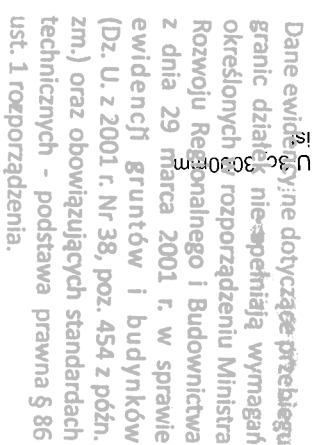 Dane ewidencyjne dotyczące przebiegu
granic działek nie spełniają wymagań
określonych w rozporządzeniu Ministra
Rozwoju Regionalnego i Budownictwa
z dnia 29 marca 2001 r. w sprawie
ewidencji gruntów i budynków
(Dz. U. z 2001 r. Nr 38, poz. 454 z późn.
zm.) oraz obowiązujących standardach
technicznych - podstawa prawna § 86
ust. 1 rozporządzenia.